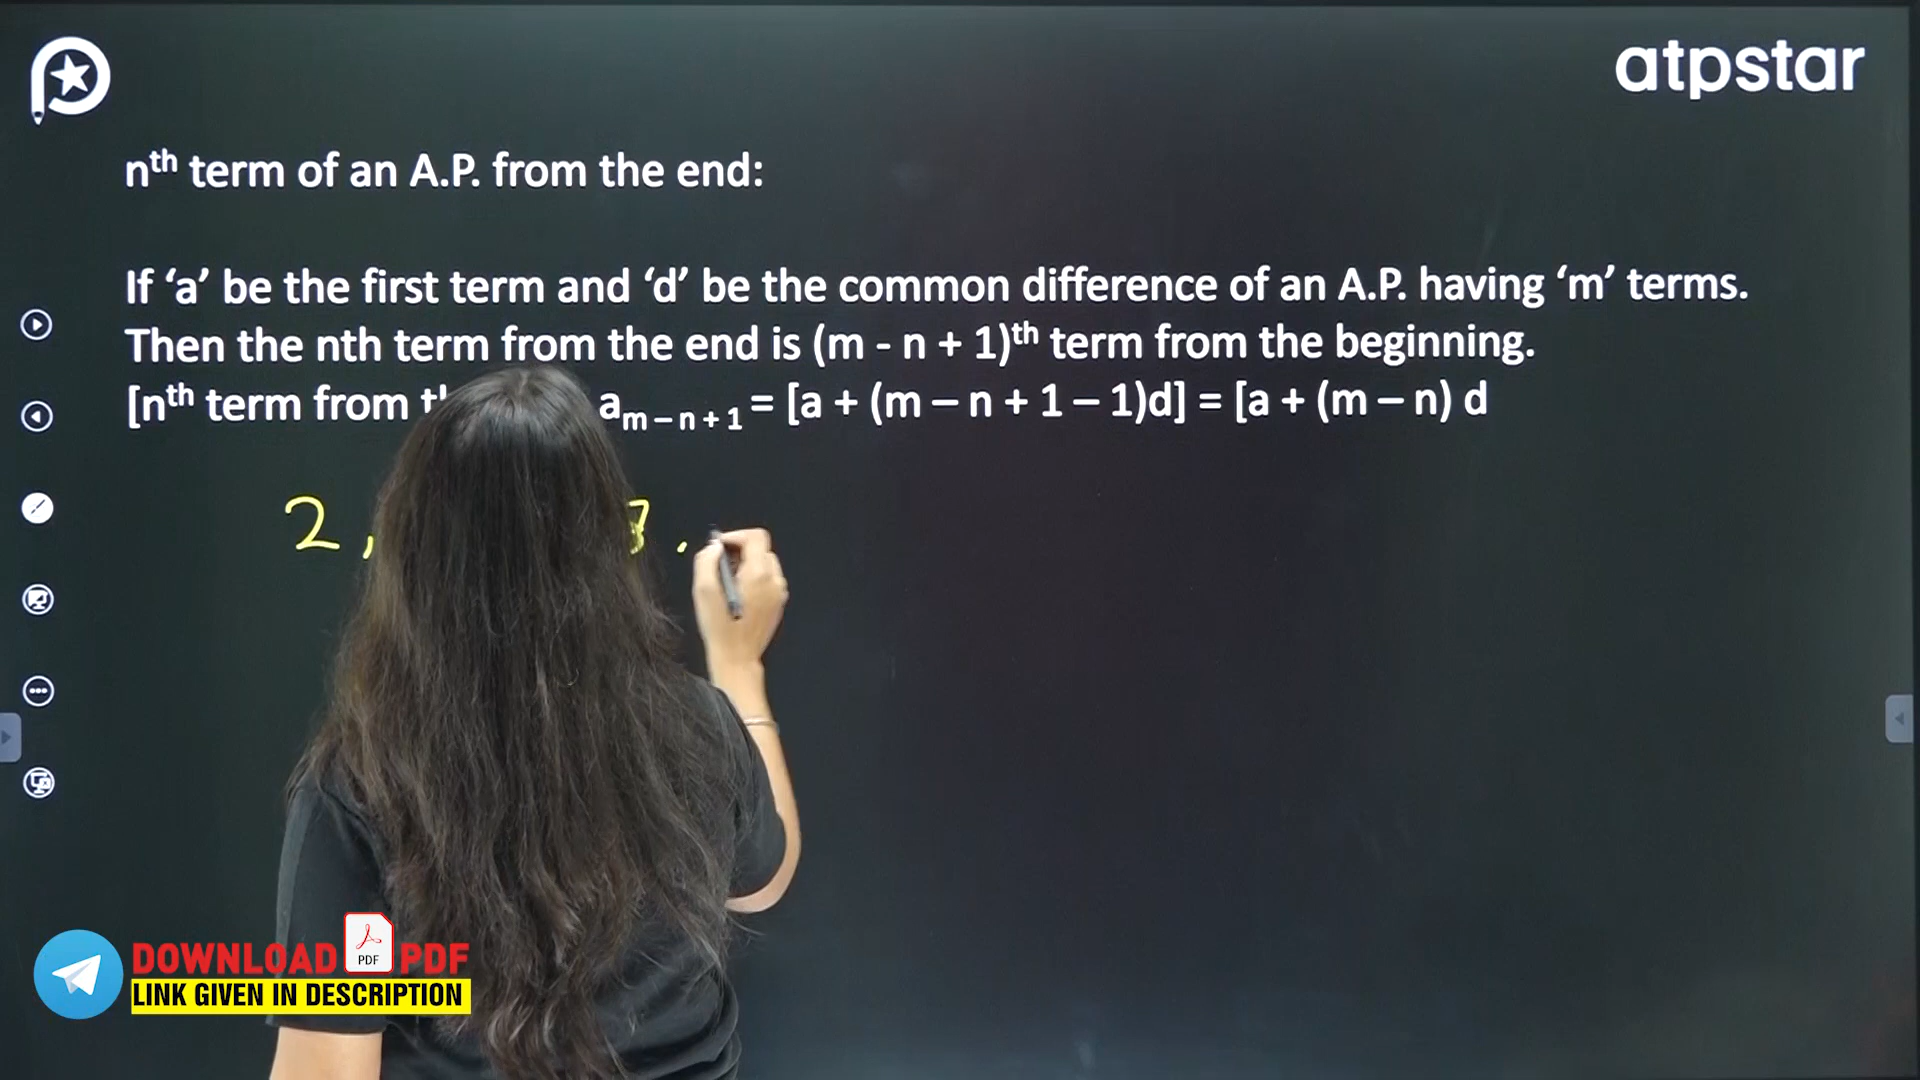 atpstar
nth term of an A.P. from the end:
If ‘a’ be the first term and ‘d’ be the common difference of an A.P. having ‘m’ terms.
Then the nth term from the end is (m - n + 1)th term from the beginning.
[nth term from am – n + 1 = [a + (m – n + 1 – 1)d] = [a + (m – n) d
2 ,
DOWNLOAD PDF PDF
LINK GIVEN IN DESCRIPTION